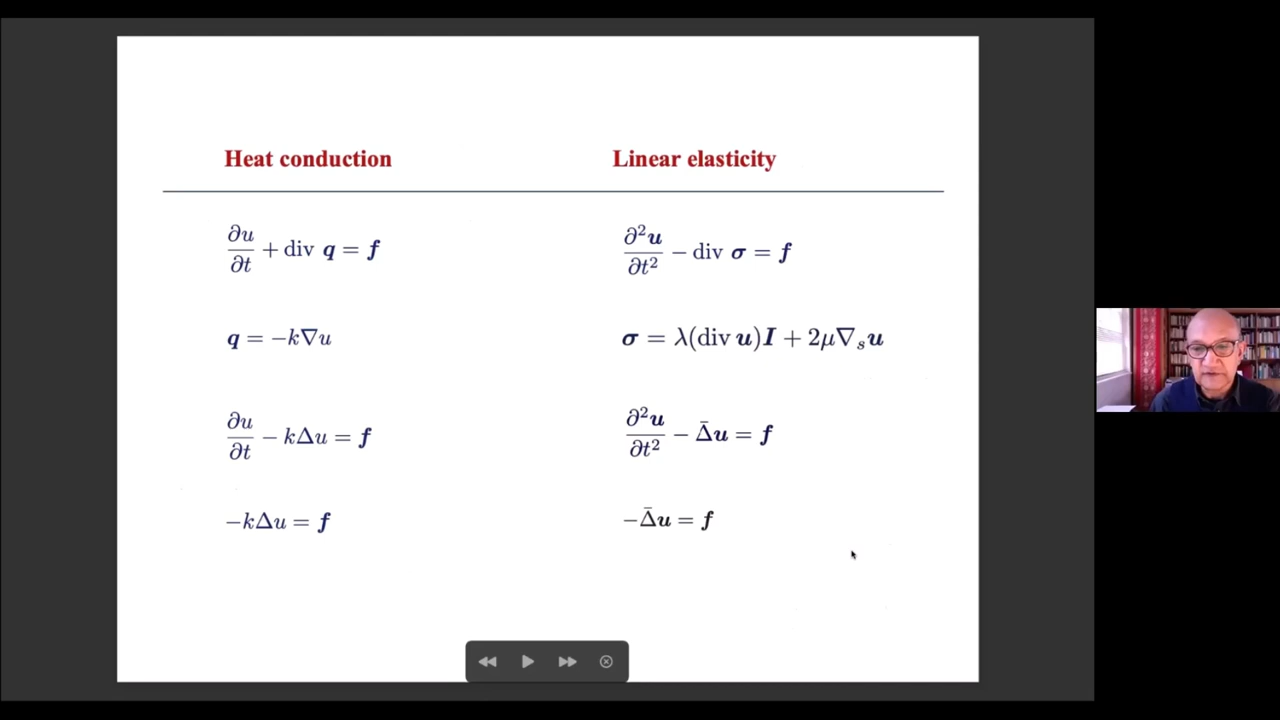 Heat conduction Linear elasticity
∂u/∂t + div q = f ∂²u/∂t² − div σ = f
q = −k∇u σ = λ(div u)I + 2μ∇ₛu
∂u/∂t − kΔu = f ∂²u/∂t² − Δ̄u = f
−kΔu = f −Δ̄u = f